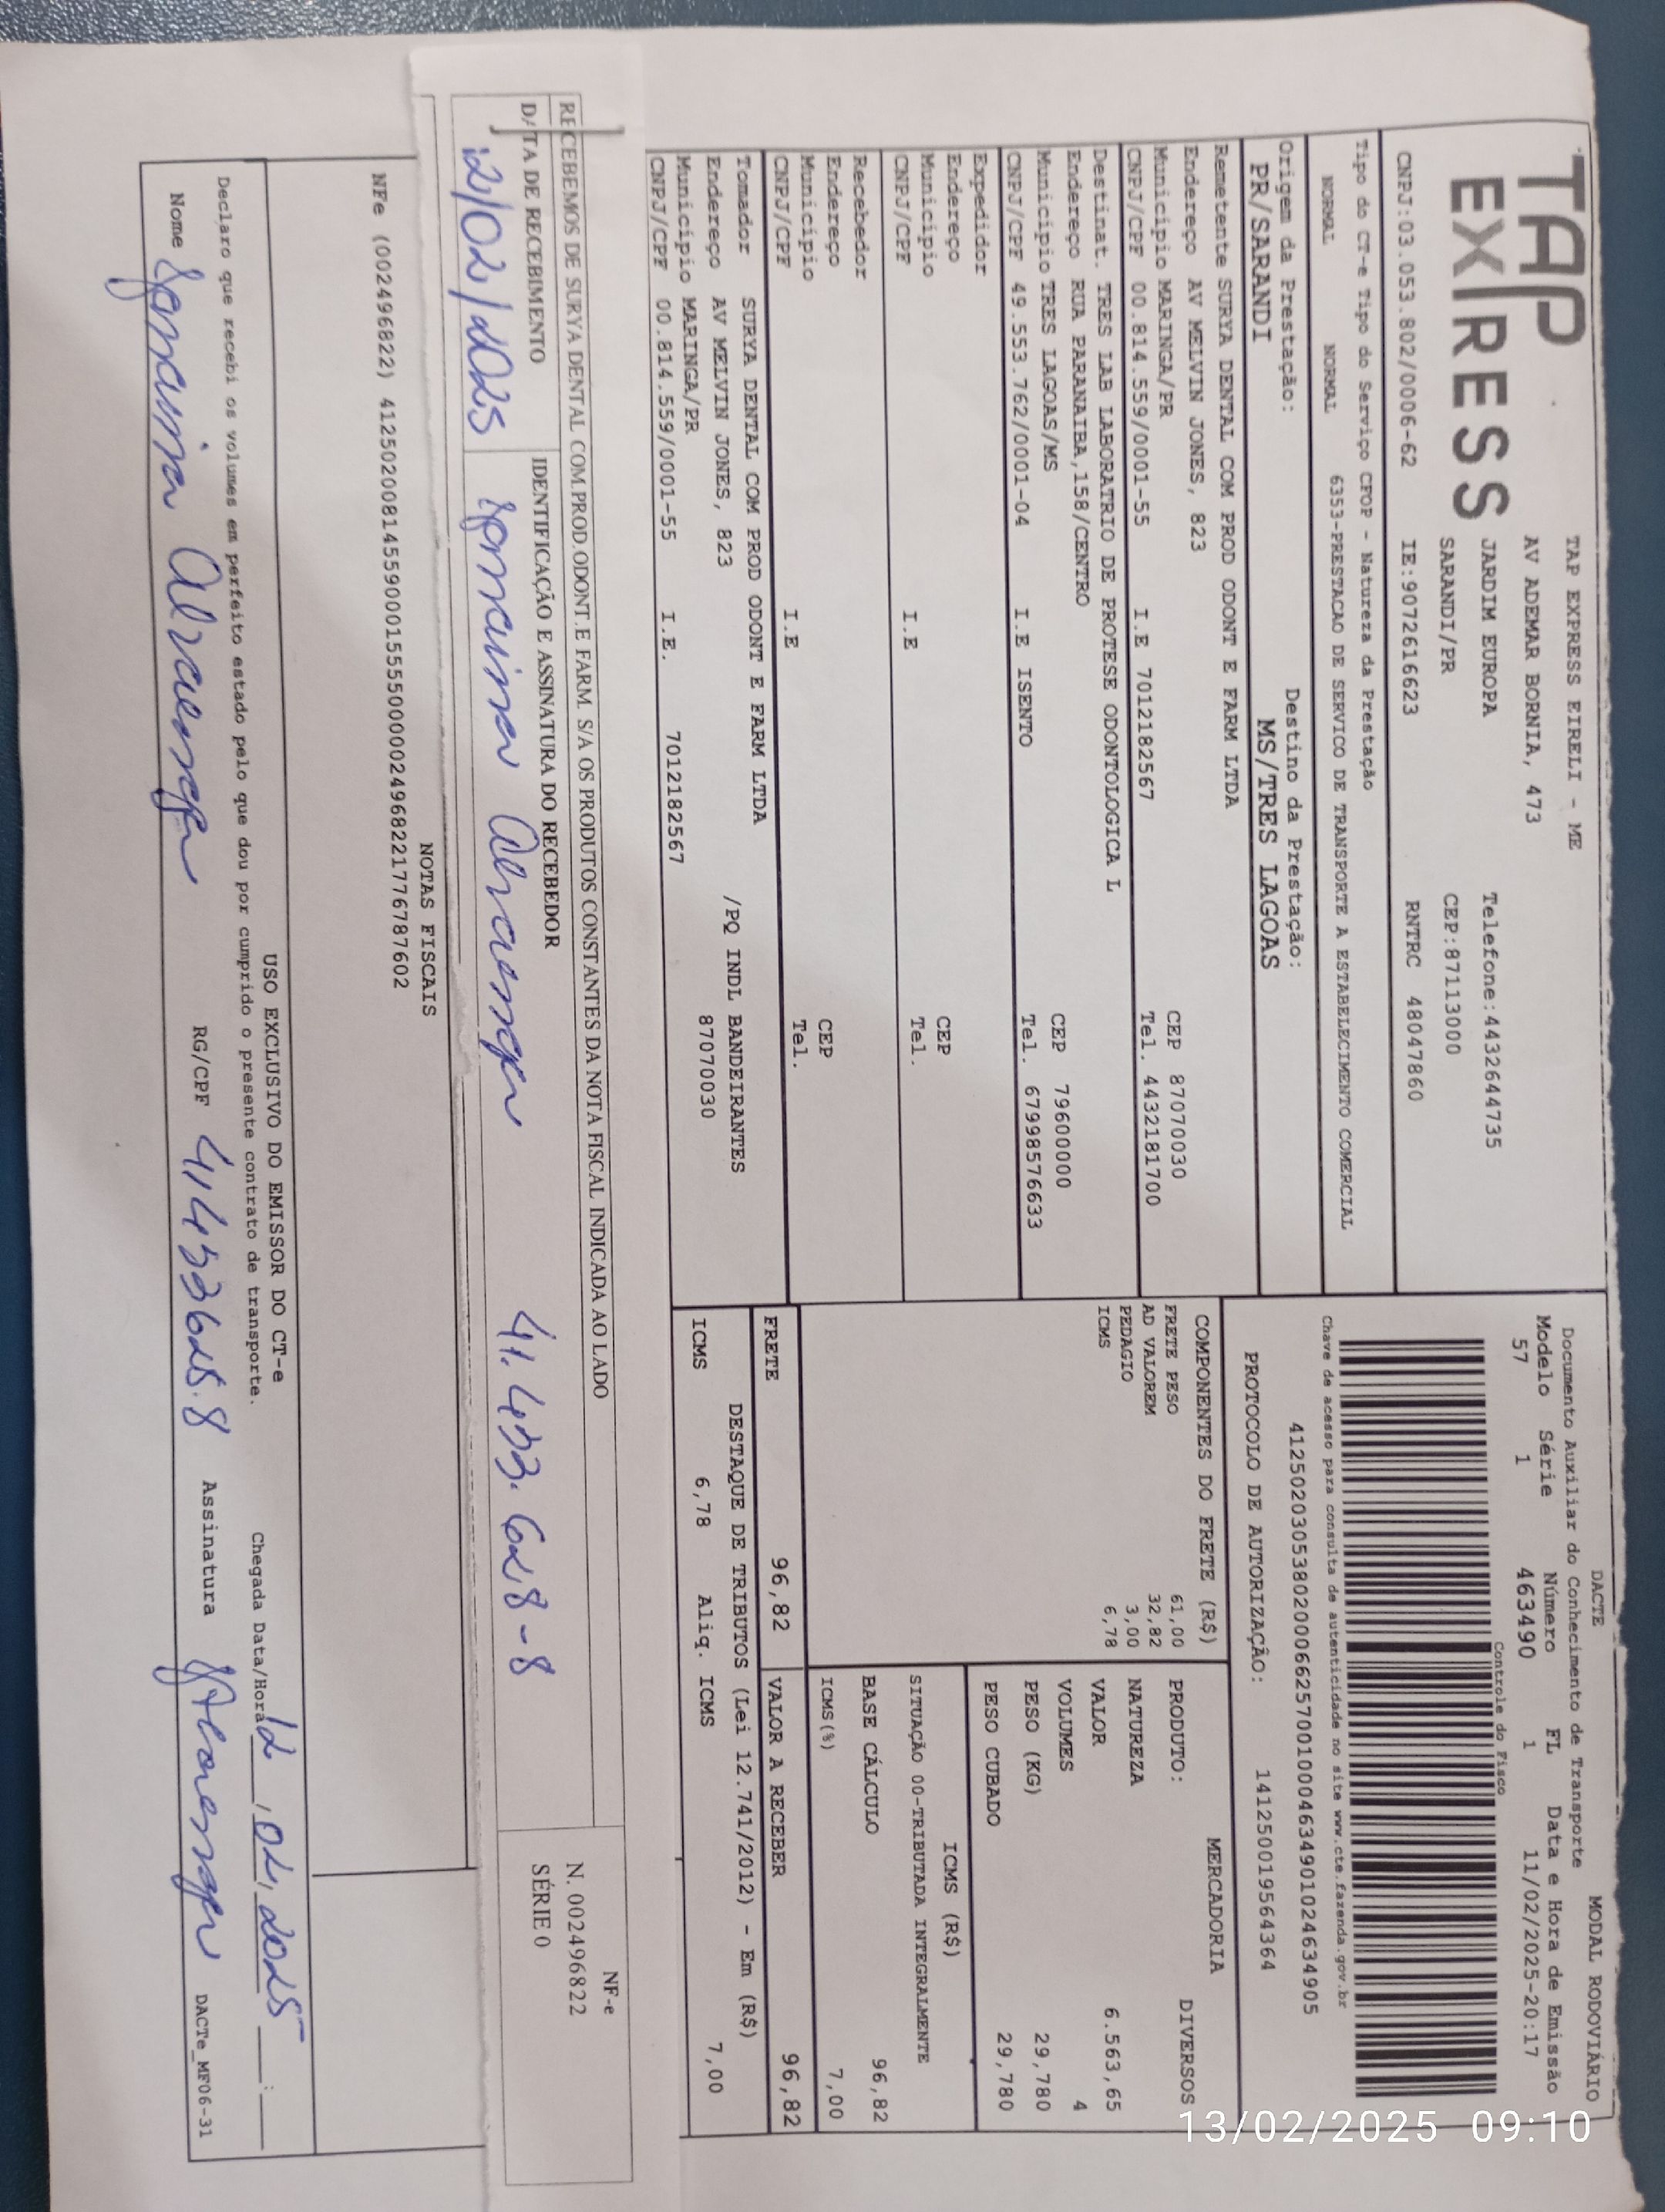 TAP
EXPRESS
TAP EXPRESS EIRELI - ME
AV ADEMAR BORNIA, 473
JARDIM EUROPA Telefone:4432644735
SARANDI/PR CEP:87113000
CNPJ:03.053.802/0006-62 IE:9072616623 RNTRC 48047860
Tipo do CT-e Tipo do Serviço CFOP - Natureza da Prestação
NORMAL NORMAL 6353-PRESTACAO DE SERVICO DE TRANSPORTE A ESTABELECIMENTO COMERCIAL
Origem da Prestação: Destino da Prestação:
PR/SARANDI MS/TRES LAGOAS
Remetente SURYA DENTAL COM PROD ODONT E FARM LTDA
Endereço AV MELVIN JONES, 823
Município MARINGA/PR CEP 87070030
CNPJ/CPF 00.814.559/0001-55 I.E 7012182567 Tel. 4432181700
Destinat. TRES LAB LABORATRIO DE PROTESE ODONTOLOGICA L
Endereço RUA PARANAIBA,158/CENTRO
Municipio TRES LAGOAS/MS CEP 79600000
CNPJ/CPF 49.553.762/0001-04 I.E ISENTO Tel. 67998576633
Expedidor
Endereço
Município CEP
CNPJ/CPF I.E Tel.
Recebedor
Endereço
Município CEP
CNPJ/CPF I.E Tel.
Tomador SURYA DENTAL COM PROD ODONT E FARM LTDA
Endereço AV MELVIN JONES, 823 /PQ INDL BANDEIRANTES
Município MARINGA/PR 87070030
CNPJ/CPF 00.814.559/0001-55 I.E. 7012182567
DACTE MODAL RODOVIÁRIO
Documento Auxiliar do Conhecimento de Transporte
Modelo Série Número FL Data e Hora de Emissão
57 1 463490 1 11/02/2025-20:17
Controle do Fisco
Chave de acesso para consulta de autenticidade no site www.cte.fazenda.gov.br
41250203053802000662570010004634901024634905
PROTOCOLO DE AUTORIZAÇÃO: 141250019564364
COMPONENTES DO FRETE (R$)
FRETE PESO 61,00
AD VALOREM 32,82
PEDAGIO 3,00
ICMS 6,78
MERCADORIA
PRODUTO: DIVERSOS
NATUREZA
VALOR 6.563,65
VOLUMES 4
PESO (KG) 29,780
PESO CUBADO 29,780
ICMS (R$)
SITUAÇÃO 00-TRIBUTADA INTEGRALMENTE
BASE CÁLCULO 96,82
ICMS(%) 7,00
FRETE 96,82 VALOR A RECEBER 96,82
DESTAQUE DE TRIBUTOS (Lei 12.741/2012) - Em (R$)
ICMS 6,78 Aliq. ICMS 7,00
RECEBEMOS DE SURYA DENTAL COM.PROD.ODONT.E FARM. S/A OS PRODUTOS CONSTANTES DA NOTA FISCAL INDICADA AO LADO
DATA DE RECEBIMENTO IDENTIFICAÇÃO E ASSINATURA DO RECEBEDOR
/02/2025 41.433.628-8
NF-e
N. 002496822
SÉRIE 0
NOTAS FISCAIS
NFe (002496822) 41250200814559000155550000024968221776787602
USO EXCLUSIVO DO EMISSOR DO CT-e
Declaro que recebi os volumes em perfeito estado pelo que dou por cumprido o presente contrato de transporte.
Chegada Data/Hora 12, 02, 2025 __:__
Nome RG/CPF 41433628.8 Assinatura
DACTe_MF06-31
13/02/2025 09:10